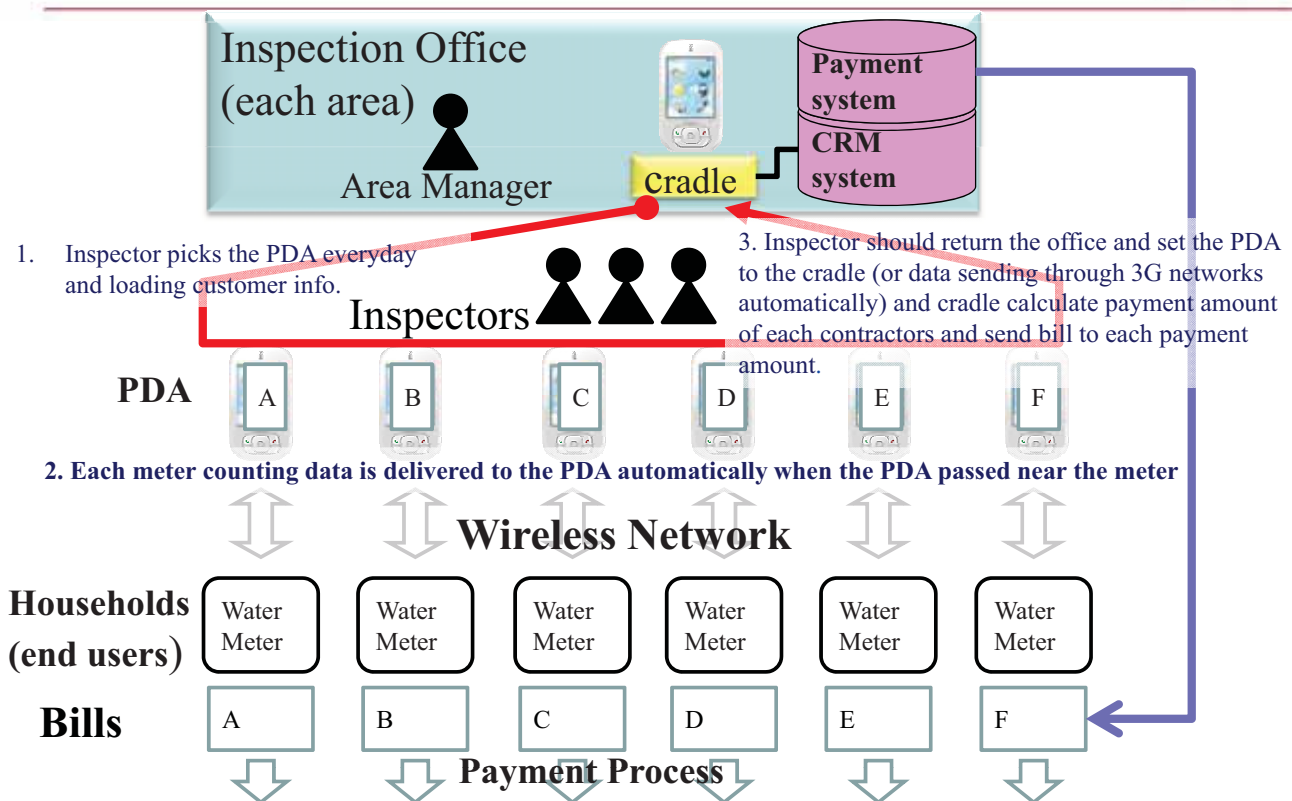 Inspection Office
(each area)
Area Manager
cradle
Payment
system
CRM
system
1. Inspector picks the PDA everyday
and loading customer info.
Inspectors
3. Inspector should return the office and set the PDA
to the cradle (or data sending through 3G networks
automatically) and cradle calculate payment amount
of each contractors and send bill to each payment
amount.
PDA
A
B
C
D
E
F
2. Each meter counting data is delivered to the PDA automatically when the PDA passed near the meter
Wireless Network
Households
(end users)
Water
Meter
Water
Meter
Water
Meter
Water
Meter
Water
Meter
Water
Meter
Bills
A
B
C
D
E
F
Payment Process